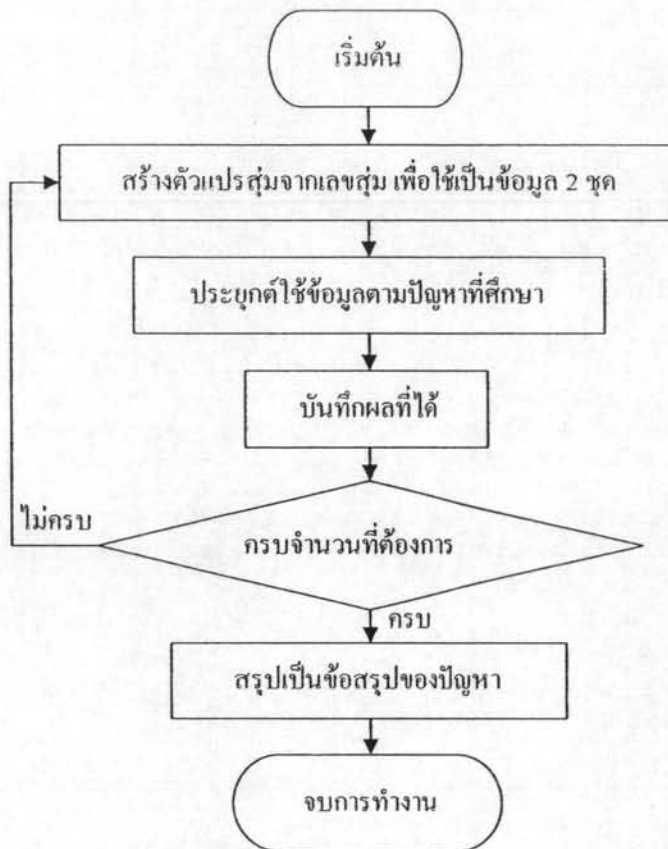 เริ่มต้น
สร้างตัวแปรสุ่มจากเลขสุ่ม เพื่อใช้เป็นข้อมูล 2 ชุด
ประยุกต์ใช้ข้อมูลตามปัญหาที่ศึกษา
บันทึกผลที่ได้
ไม่ครบ
ครบจำนวนที่ต้องการ
ครบ
สรุปเป็นข้อสรุปของปัญหา
จบการทำงาน